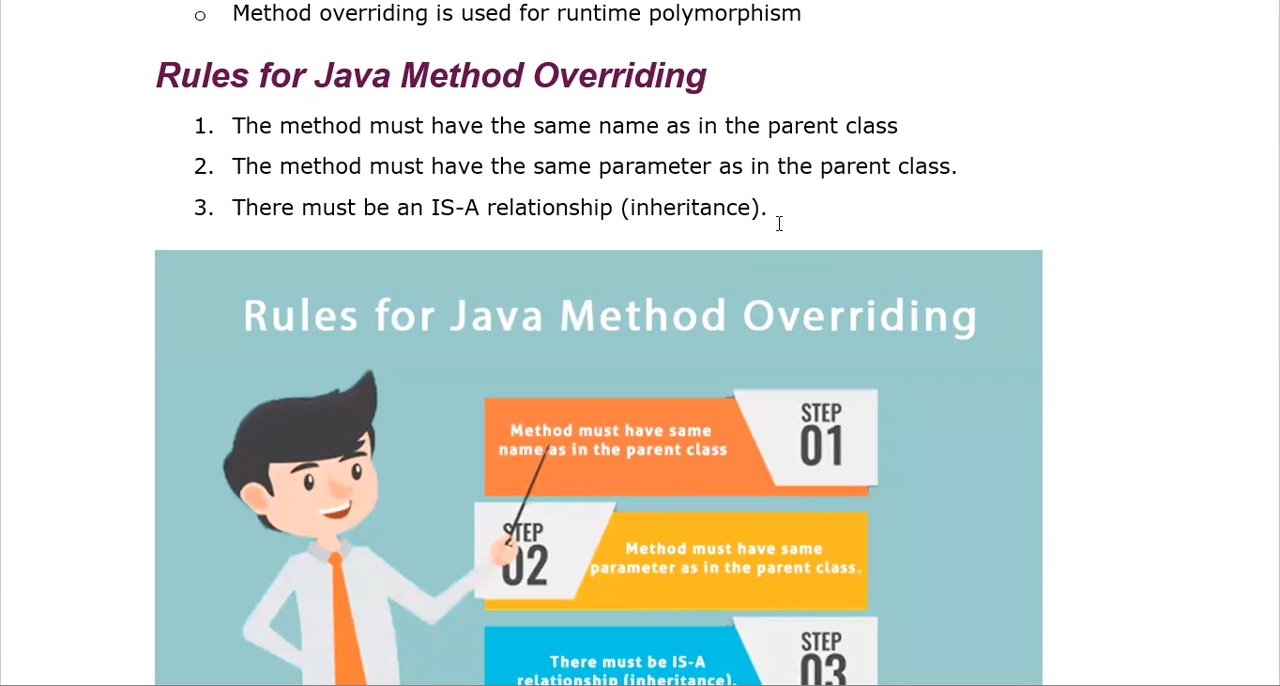 o Method overriding is used for runtime polymorphism
Rules for Java Method Overriding
1. The method must have the same name as in the parent class
2. The method must have the same parameter as in the parent class.
3. There must be an IS-A relationship (inheritance).
Rules for Java Method Overriding
Method must have same
name as in the parent class
STEP
01
STEP
02
Method must have same
parameter as in the parent class.
There must be IS-A
relationship (inheritance).
STEP
03